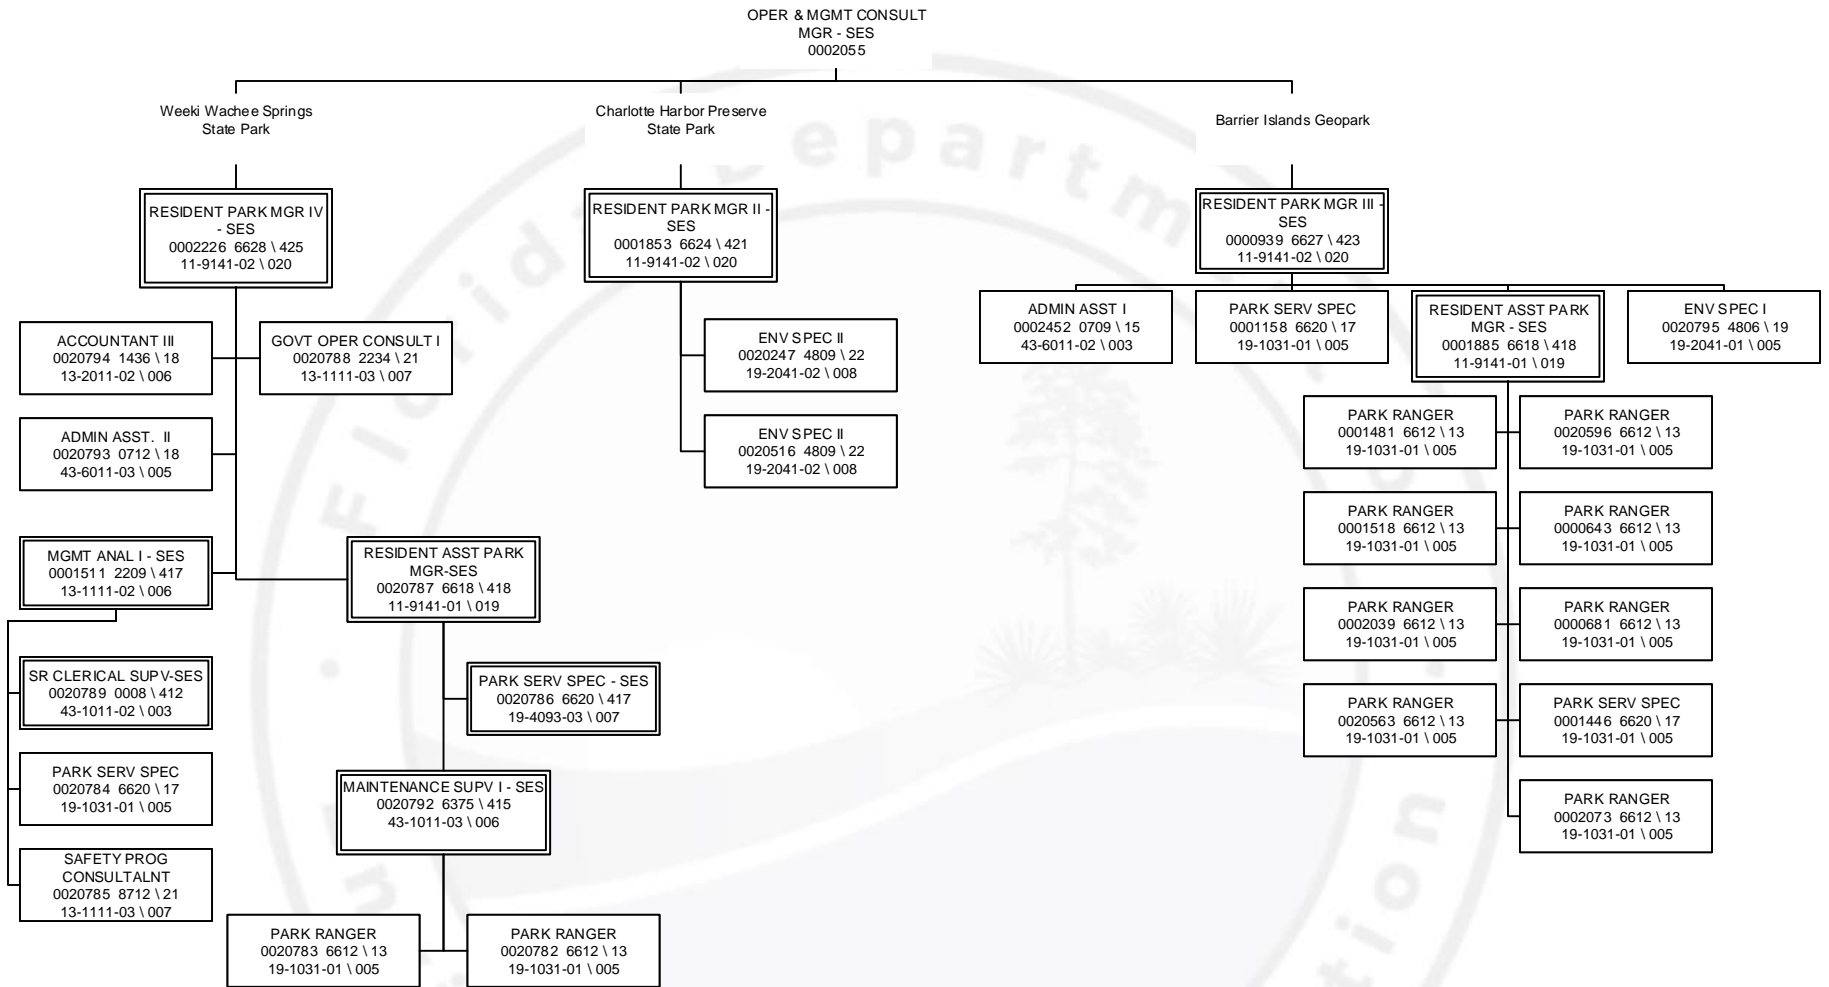 OPER & MGMT CONSULT
MGR - SES
0002055
Weeki Wachee Springs
State Park
Charlotte Harbor Preserve
State Park
Barrier Islands Geopark
RESIDENT PARK MGR IV
- SES
0002226 6628 \ 425
11-9141-02 \ 020
RESIDENT PARK MGR II -
SES
0001853 6624 \ 421
11-9141-02 \ 020
RESIDENT PARK MGR III -
SES
0000939 6627 \ 423
11-9141-02 \ 020
ACCOUNTANT III
0020794 1436 \ 18
13-2011-02 \ 006
GOVT OPER CONSULT I
0020788 2234 \ 21
13-1111-03 \ 007
ADMIN ASST. II
0020793 0712 \ 18
43-6011-03 \ 005
MGMT ANAL I - SES
0001511 2209 \ 417
13-1111-02 \ 006
RESIDENT ASST PARK
MGR-SES
0020787 6618 \ 418
11-9141-01 \ 019
SR CLERICAL SUPV-SES
0020789 0008 \ 412
43-1011-02 \ 003
PARK SERV SPEC
0020784 6620 \ 17
19-1031-01 \ 005
SAFETY PROG
CONSULTALNT
0020785 8712 \ 21
13-1111-03 \ 007
PARK SERV SPEC - SES
0020786 6620 \ 417
19-4093-03 \ 007
MAINTENANCE SUPV I - SES
0020792 6375 \ 415
43-1011-03 \ 006
PARK RANGER
0020783 6612 \ 13
19-1031-01 \ 005
PARK RANGER
0020782 6612 \ 13
19-1031-01 \ 005
ENV SPEC II
0020247 4809 \ 22
19-2041-02 \ 008
ENV SPEC II
0020516 4809 \ 22
19-2041-02 \ 008
ADMIN ASST I
0002452 0709 \ 15
43-6011-02 \ 003
PARK SERV SPEC
0001158 6620 \ 17
19-1031-01 \ 005
RESIDENT ASST PARK
MGR - SES
0001885 6618 \ 418
11-9141-01 \ 019
ENV SPEC I
0020795 4806 \ 19
19-2041-01 \ 005
PARK RANGER
0001481 6612 \ 13
19-1031-01 \ 005
PARK RANGER
0020596 6612 \ 13
19-1031-01 \ 005
PARK RANGER
0001518 6612 \ 13
19-1031-01 \ 005
PARK RANGER
0000643 6612 \ 13
19-1031-01 \ 005
PARK RANGER
0002039 6612 \ 13
19-1031-01 \ 005
PARK RANGER
0000681 6612 \ 13
19-1031-01 \ 005
PARK RANGER
0020563 6612 \ 13
19-1031-01 \ 005
PARK SERV SPEC
0001446 6620 \ 17
19-1031-01 \ 005
PARK RANGER
0002073 6612 \ 13
19-1031-01 \ 005